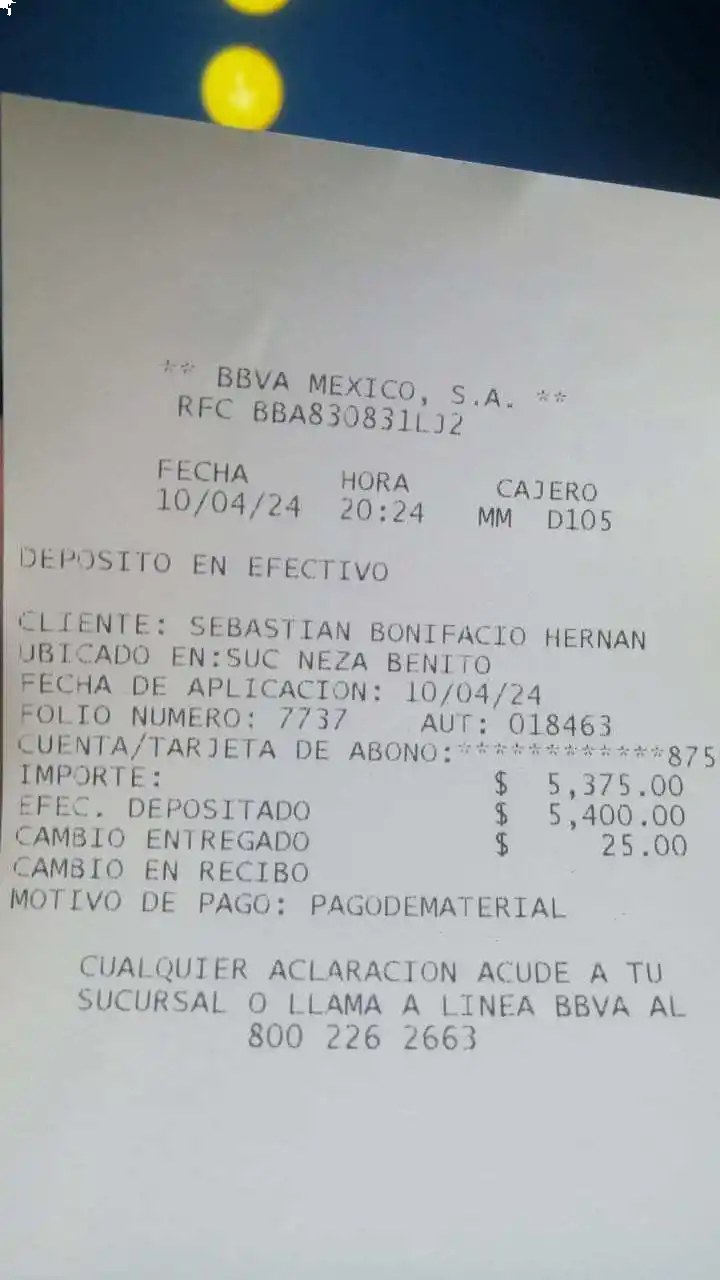 ** BBVA MEXICO, S.A. **
RFC BBA830831LJ2
FECHA HORA CAJERO
10/04/24 20:24 MM D105
DEPOSITO EN EFECTIVO
CLIENTE: SEBASTIAN BONIFACIO HERNAN
UBICADO EN:SUC NEZA BENITO
FECHA DE APLICACION: 10/04/24
FOLIO NUMERO: 7737 AUT: 018463
CUENTA/TARJETA DE ABONO:************875
IMPORTE: $ 5,375.00
EFEC. DEPOSITADO $ 5,400.00
CAMBIO ENTREGADO $ 25.00
CAMBIO EN RECIBO
MOTIVO DE PAGO: PAGODEMATERIAL
CUALQUIER ACLARACION ACUDE A TU
SUCURSAL O LLAMA A LINEA BBVA AL
800 226 2663